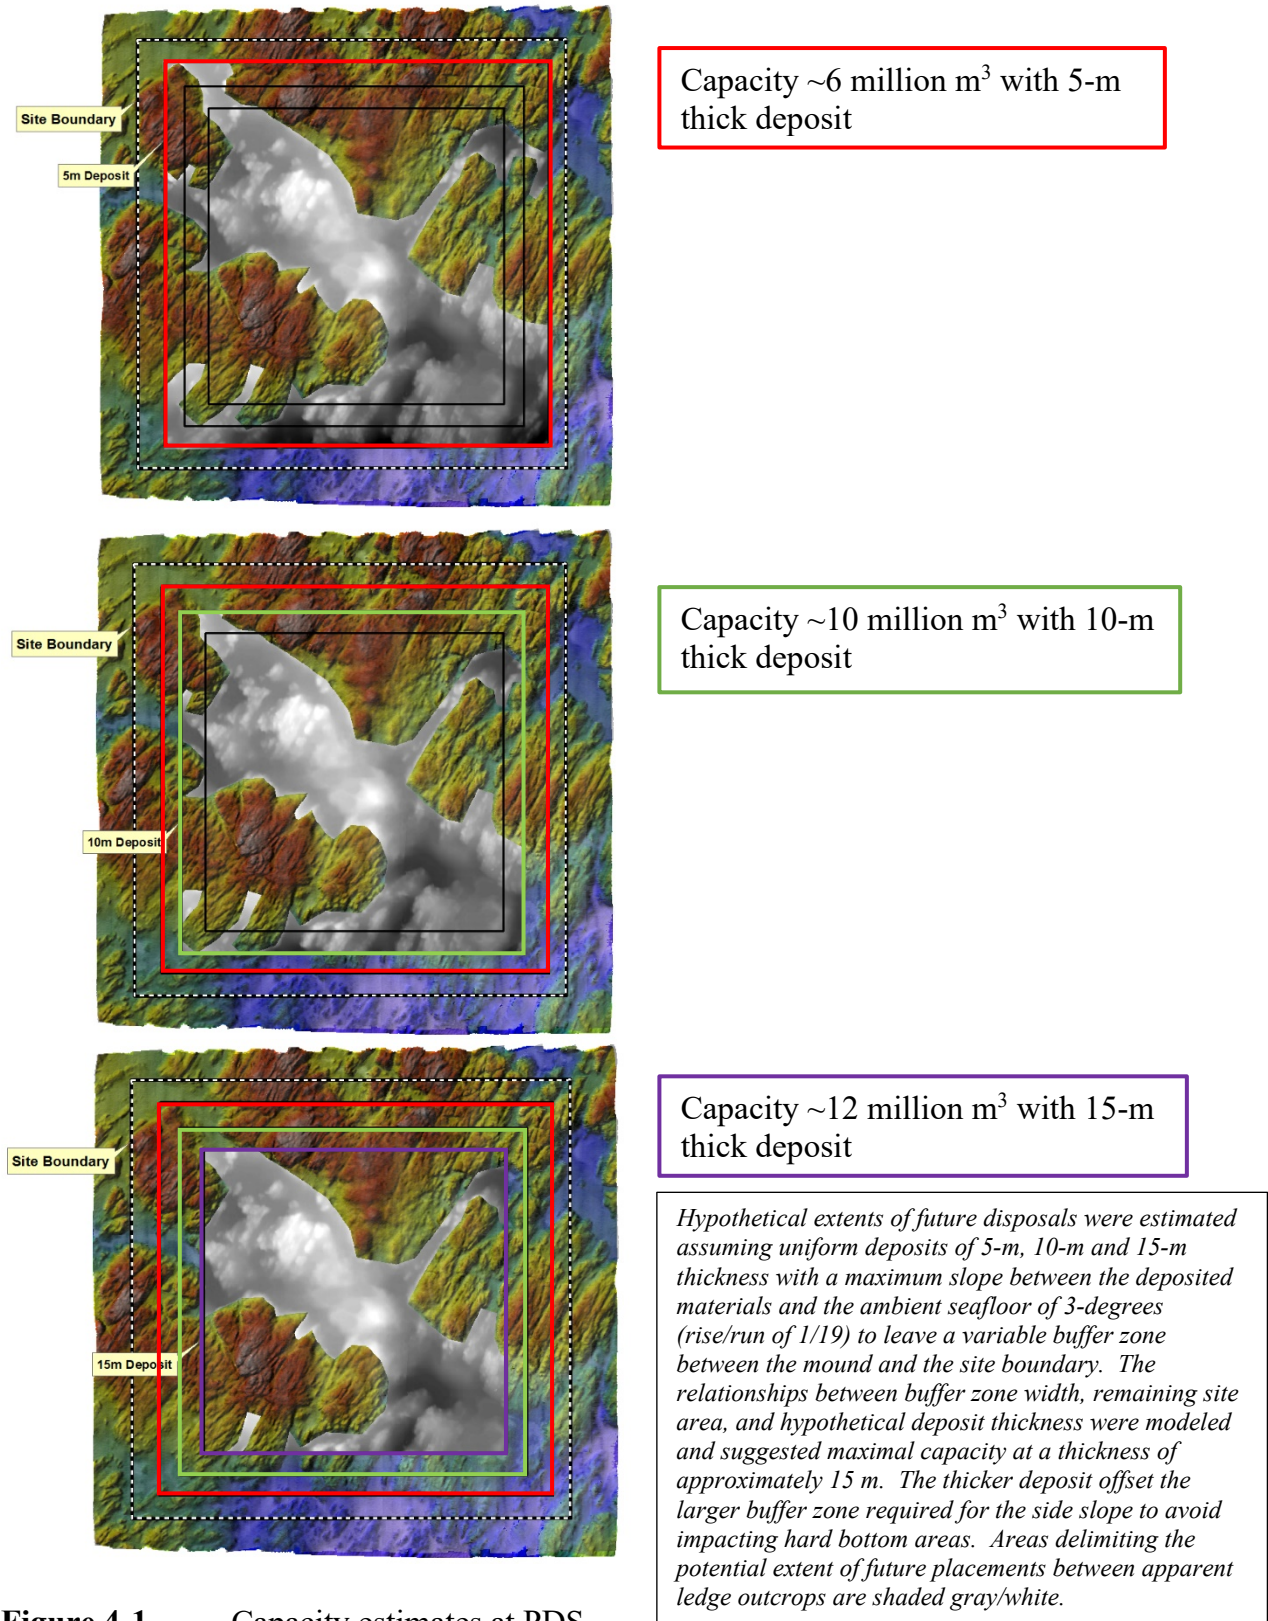 Site Boundary
5m Deposit
Capacity ~6 million m³ with 5-m
thick deposit
Site Boundary
10m Deposit
Capacity ~10 million m³ with 10-m
thick deposit
Site Boundary
15m Deposit
Capacity ~12 million m³ with 15-m
thick deposit
Hypothetical extents of future disposals were estimated
assuming uniform deposits of 5-m, 10-m and 15-m
thickness with a maximum slope between the deposited
materials and the ambient seafloor of 3-degrees
(rise/run of 1/19) to leave a variable buffer zone
between the mound and the site boundary.  The
relationships between buffer zone width, remaining site
area, and hypothetical deposit thickness were modeled
and suggested maximal capacity at a thickness of
approximately 15 m.  The thicker deposit offset the
larger buffer zone required for the side slope to avoid
impacting hard bottom areas.  Areas delimiting the
potential extent of future placements between apparent
ledge outcrops are shaded gray/white.
Figure 4-1 Capacity estimates at PDS